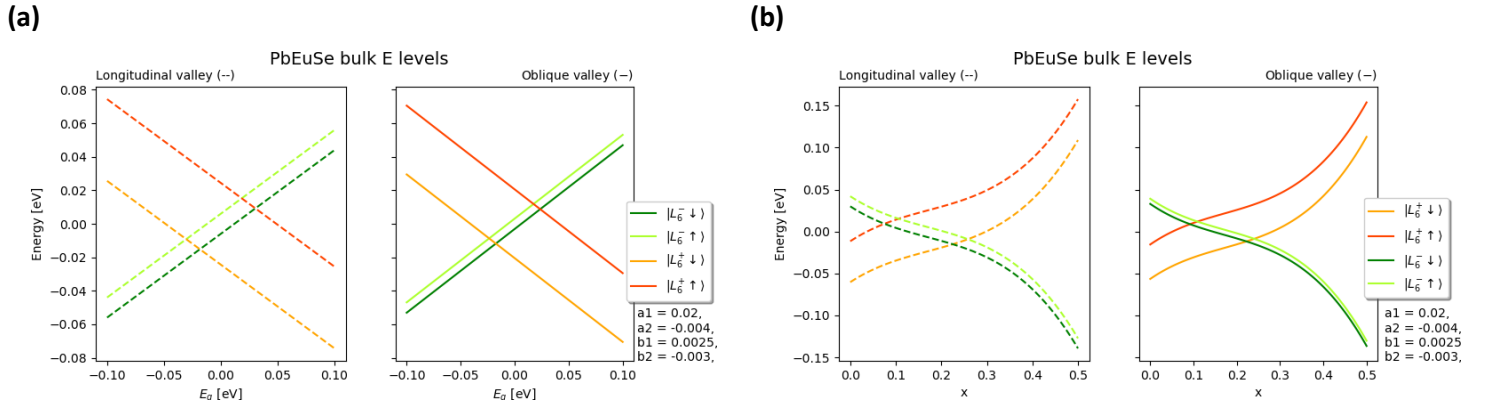 (a)
PbEuSe bulk E levels
Longitudinal valley (--)
Oblique valley (−)
Energy [eV]
0.08
0.06
0.04
0.02
0.00
−0.02
−0.04
−0.06
−0.08
−0.10
−0.05
0.00
0.05
0.10
E_g [eV]
−0.10
−0.05
0.00
0.05
0.10
E_g [eV]
|L₆⁻ ↓⟩
|L₆⁻ ↑⟩
|L₆⁺ ↓⟩
|L₆⁺ ↑⟩
a1 = 0.02,
a2 = -0.004,
b1 = 0.0025
b2 = -0.003,
(b)
PbEuSe bulk E levels
Longitudinal valley (--)
Oblique valley (−)
Energy [eV]
0.15
0.10
0.05
0.00
−0.05
−0.10
−0.15
0.0
0.1
0.2
0.3
0.4
0.5
x
0.0
0.1
0.2
0.3
0.4
0.5
x
|L₆⁺ ↓⟩
|L₆⁺ ↑⟩
|L₆⁻ ↓⟩
|L₆⁻ ↑⟩
a1 = 0.02,
a2 = -0.004,
b1 = 0.0025
b2 = -0.003,